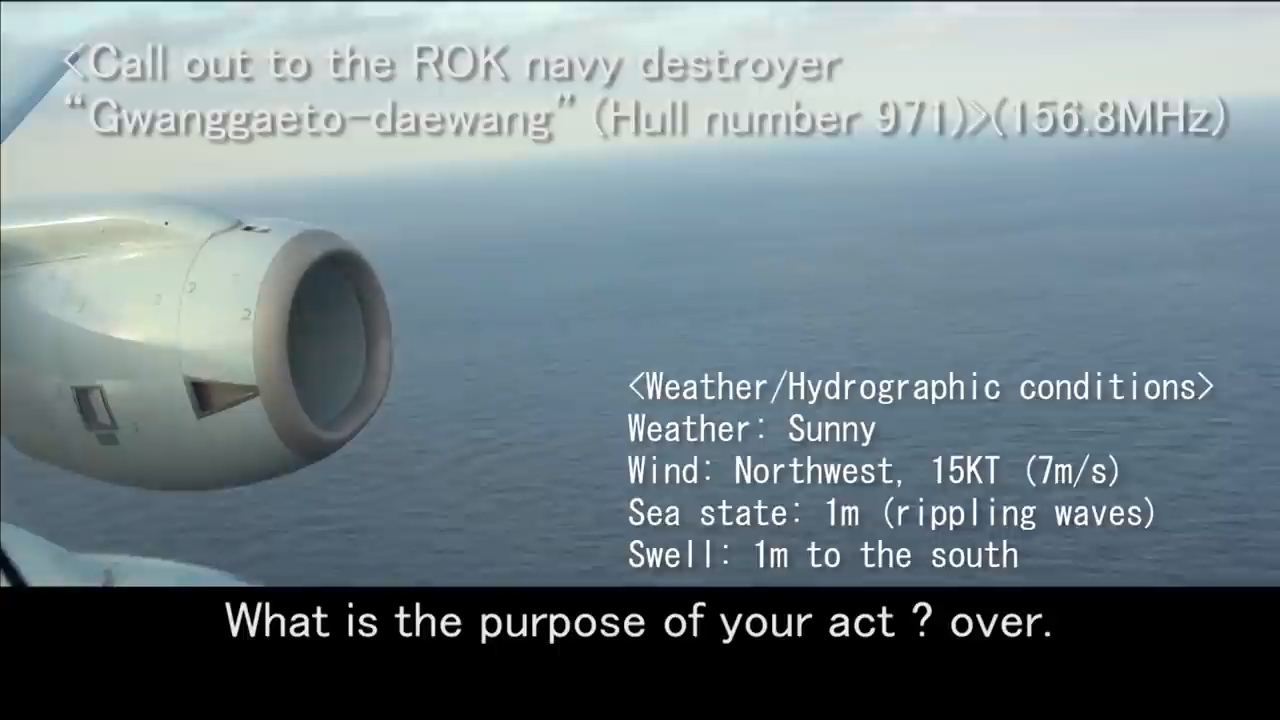 <Call out to the ROK navy destroyer
“Gwanggaeto-daewang” (Hull number 971)>(156.8MHz)
<Weather/Hydrographic conditions>
Weather: Sunny
Wind: Northwest, 15KT (7m/s)
Sea state: 1m (rippling waves)
Swell: 1m to the south
What is the purpose of your act ? over.